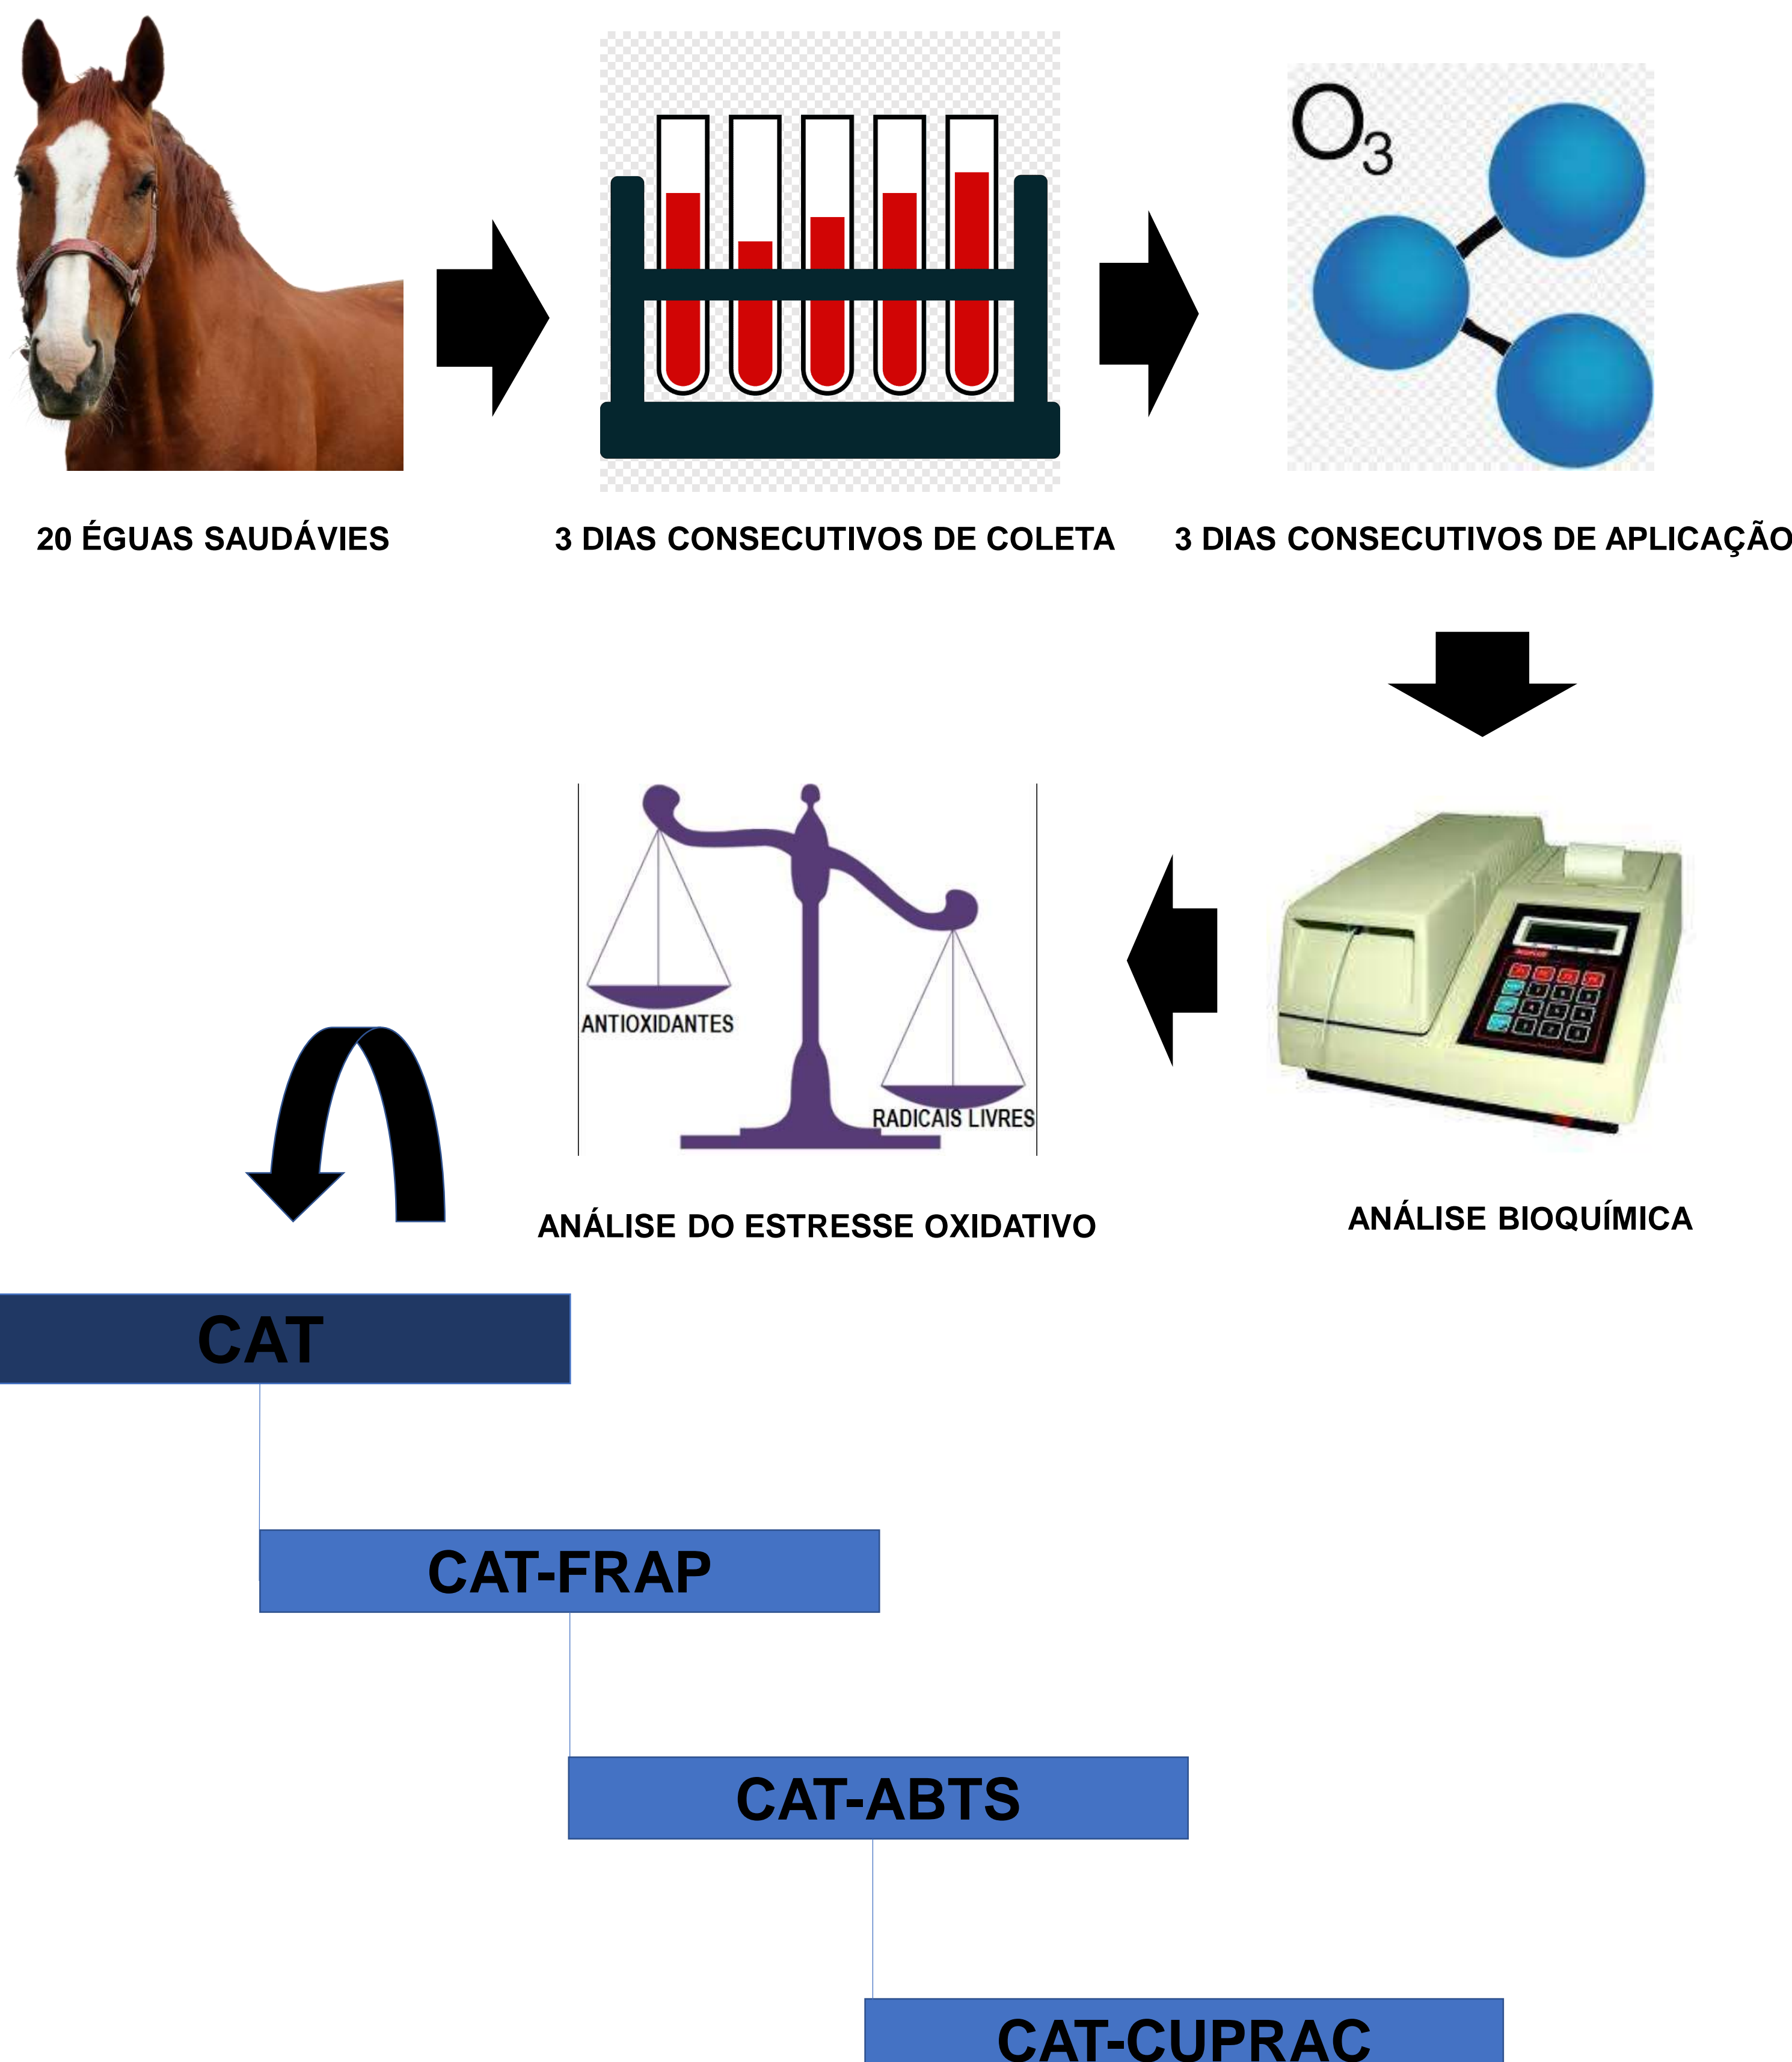 O3
20 ÉGUAS SAUDÁVIES
3 DIAS CONSECUTIVOS DE COLETA
3 DIAS CONSECUTIVOS DE APLICAÇÃO
ANTIOXIDANTES
RADICAIS LIVRES
ANÁLISE DO ESTRESSE OXIDATIVO
ANÁLISE BIOQUÍMICA
CAT
CAT-FRAP
CAT-ABTS
CAT-CUPRAC